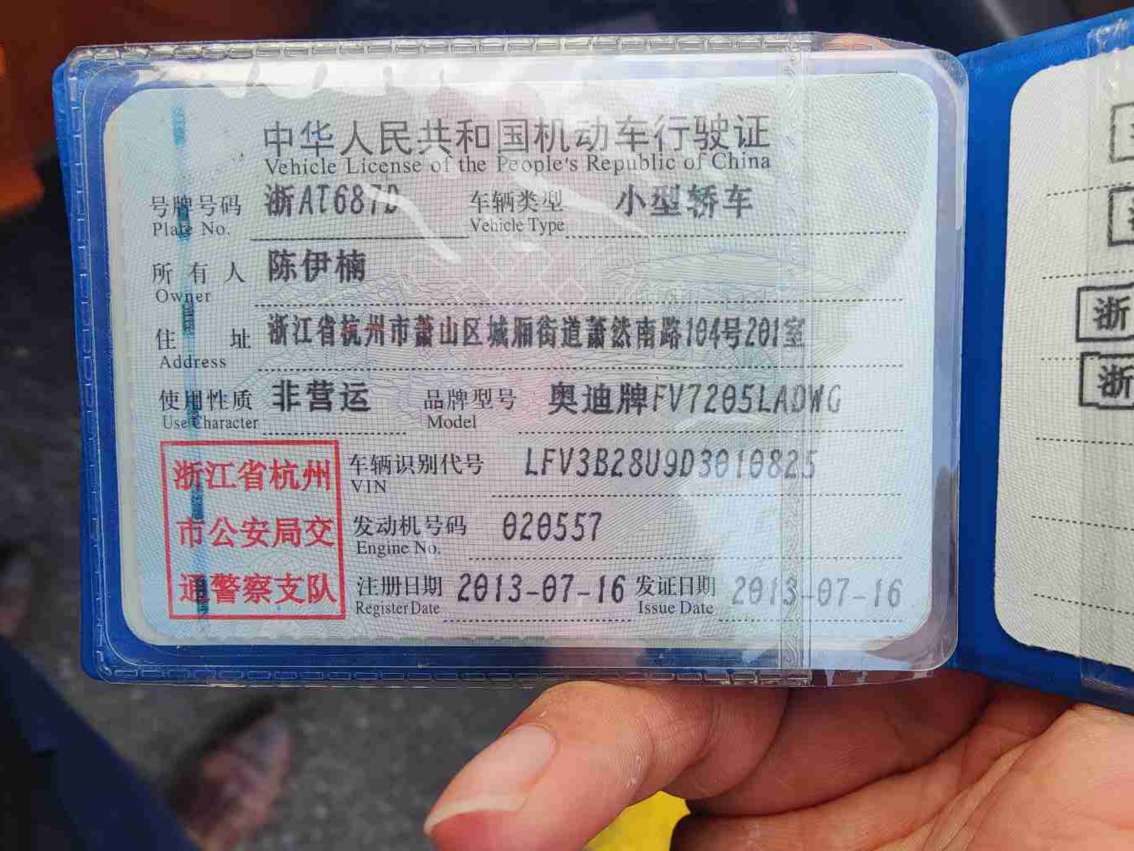 中华人民共和国机动车行驶证
Vehicle License of the People's Republic of China
号牌号码 浙AT687D 车辆类型 小型轿车
Plate No. Vehicle Type
所有人 陈伊楠
Owner
住址 浙江省杭州市萧山区城厢街道萧然南路104号201室
Address
使用性质 非营运 品牌型号 奥迪牌FV7205LADWG
Use Character Model
浙江省杭州
市公安局交
通警察支队
车辆识别代号 LFV3B28U9D3010825
VIN
发动机号码 020557
Engine No.
注册日期 2013-07-16 发证日期 2013-07-16
Register Date Issue Date
浙
浙